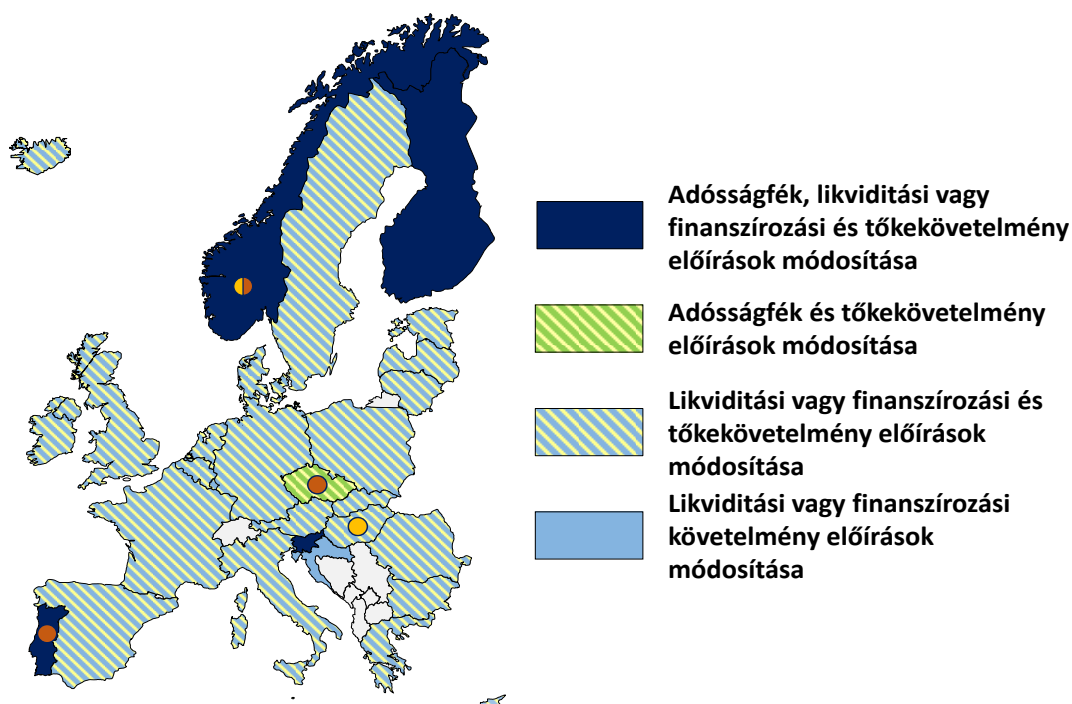 Adósságfék, likviditási vagy
finanszírozási és tőkekövetelmény
előírások módosítása
Adósságfék és tőkekövetelmény
előírások módosítása
Likviditási vagy finanszírozási és
tőkekövetelmény előírások
módosítása
Likviditási vagy finanszírozási
követelmény előírások
módosítása